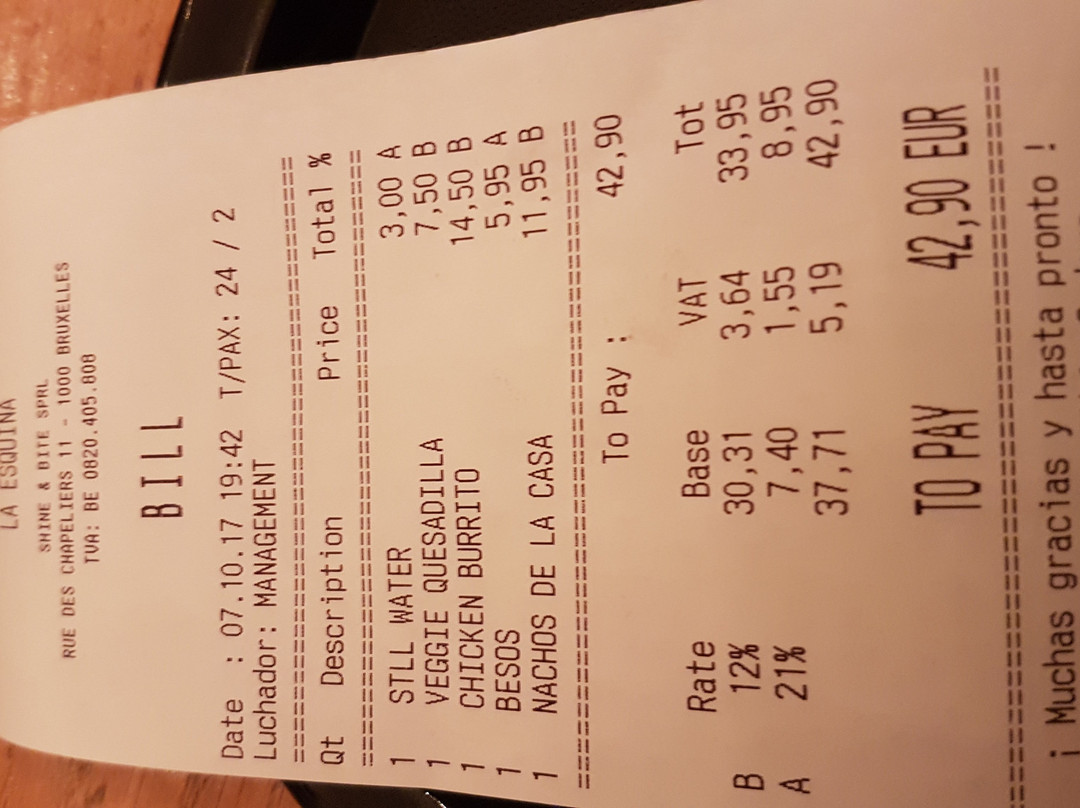 LA ESQUINA
SHINE & BITE SPRL
RUE DES CHAPELIERS 11 - 1000 BRUXELLES
TVA: BE 0820.405.808
BILL
Date : 07.10.17 19:42 T/PAX: 24 / 2
Luchador: MANAGEMENT
Qt Description Price Total %
1 STLL WATER 3,00 A
1 VEGGIE QUESADILLA 7,50 B
1 CHICKEN BURRITO 14,50 B
1 BESOS 5,95 A
1 NACHOS DE LA CASA 11,95 B
To Pay : 42,90
Rate Base VAT Tot
B 12% 30,31 3,64 33,95
A 21% 7,40 1,55 8,95
37,71 5,19 42,90
TO PAY 42,90 EUR
¡ Muchas gracias y hasta pronto !